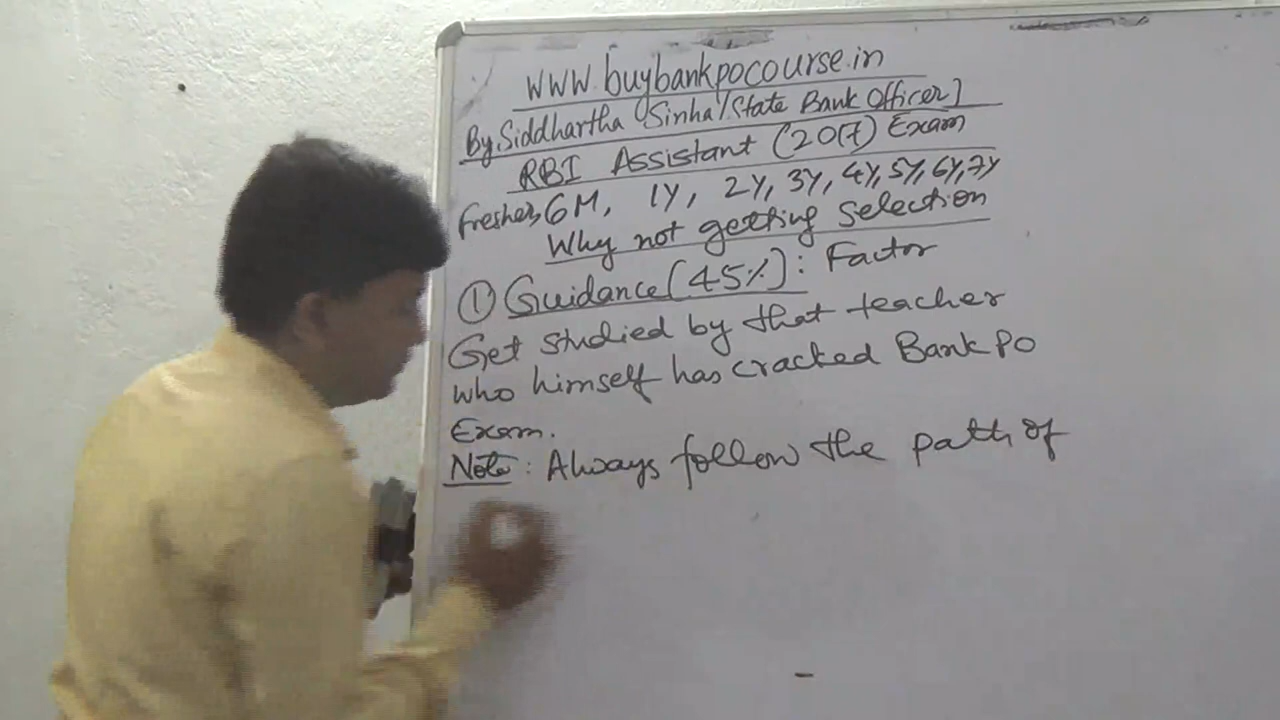 www.buybankpocourse.in
By Siddhartha (Sinha/State Bank Officer]
RBI Assistant (2017) Exam
Fresher, 6M, 1Y, 2Y, 3Y, 4Y, 5Y, 6Y, 7Y
Why not getting selection
① Guidance (45%): Factor
Get studied by that teacher
who himself has cracked Bank PO
Exam.
Note: Always follow the path of